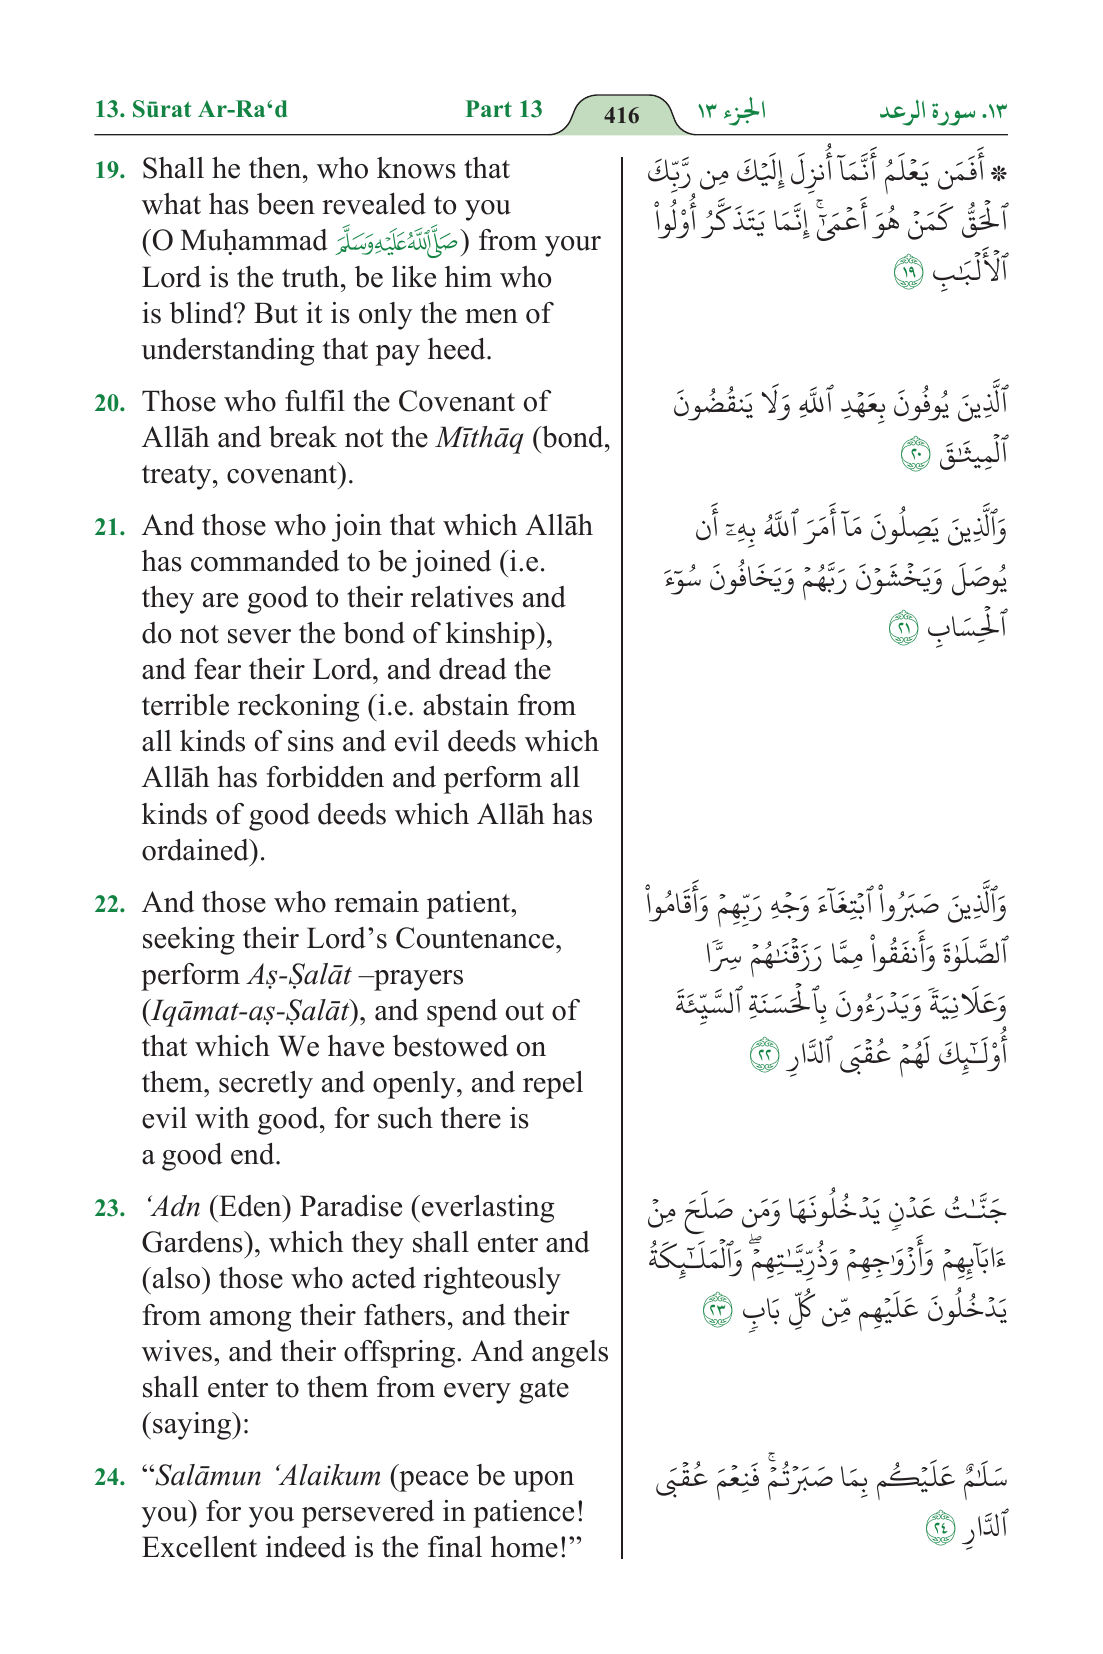 13. Sūrat Ar-Ra‘d Part 13 416 الجزء ١٣ ١٣. سورة الرعد
19. Shall he then, who knows that
what has been revealed to you
(O Muḥammad صَلَّى ٱللَّهُ عَلَيْهِ وَسَلَّمَ) from your
Lord is the truth, be like him who
is blind? But it is only the men of
understanding that pay heed.
20. Those who fulfil the Covenant of
Allāh and break not the Mīthāq (bond,
treaty, covenant).
21. And those who join that which Allāh
has commanded to be joined (i.e.
they are good to their relatives and
do not sever the bond of kinship),
and fear their Lord, and dread the
terrible reckoning (i.e. abstain from
all kinds of sins and evil deeds which
Allāh has forbidden and perform all
kinds of good deeds which Allāh has
ordained).
22. And those who remain patient,
seeking their Lord’s Countenance,
perform Aṣ-Ṣalāt –prayers
(Iqāmat-aṣ-Ṣalāt), and spend out of
that which We have bestowed on
them, secretly and openly, and repel
evil with good, for such there is
a good end.
23. ‘Adn (Eden) Paradise (everlasting
Gardens), which they shall enter and
(also) those who acted righteously
from among their fathers, and their
wives, and their offspring. And angels
shall enter to them from every gate
(saying):
24. “Salāmun ‘Alaikum (peace be upon
you) for you persevered in patience!
Excellent indeed is the final home!”
۞ أَفَمَن يَعْلَمُ أَنَّمَآ أُنزِلَ إِلَيْكَ مِن رَّبِّكَ
ٱلْحَقُّ كَمَنْ هُوَ أَعْمَىٰٓ ۚ إِنَّمَا يَتَذَكَّرُ أُو۟لُوا۟
ٱلْأَلْبَٰبِ ١٩
ٱلَّذِينَ يُوفُونَ بِعَهْدِ ٱللَّهِ وَلَا يَنقُضُونَ
ٱلْمِيثَٰقَ ٢٠
وَٱلَّذِينَ يَصِلُونَ مَآ أَمَرَ ٱللَّهُ بِهِۦٓ أَن
يُوصَلَ وَيَخْشَوْنَ رَبَّهُمْ وَيَخَافُونَ سُوٓءَ
ٱلْحِسَابِ ٢١
وَٱلَّذِينَ صَبَرُوا۟ ٱبْتِغَآءَ وَجْهِ رَبِّهِمْ وَأَقَامُوا۟
ٱلصَّلَوٰةَ وَأَنفَقُوا۟ مِمَّا رَزَقْنَٰهُمْ سِرًّا
وَعَلَانِيَةً وَيَدْرَءُونَ بِٱلْحَسَنَةِ ٱلسَّيِّئَةَ
أُو۟لَٰٓئِكَ لَهُمْ عُقْبَى ٱلدَّارِ ٢٢
جَنَّٰتُ عَدْنٍ يَدْخُلُونَهَا وَمَن صَلَحَ مِنْ
ءَابَآئِهِمْ وَأَزْوَٰجِهِمْ وَذُرِّيَّٰتِهِمْ ۖ وَٱلْمَلَٰٓئِكَةُ
يَدْخُلُونَ عَلَيْهِم مِّن كُلِّ بَابٍ ٢٣
سَلَٰمٌ عَلَيْكُم بِمَا صَبَرْتُمْ ۚ فَنِعْمَ عُقْبَى
ٱلدَّارِ ٢٤